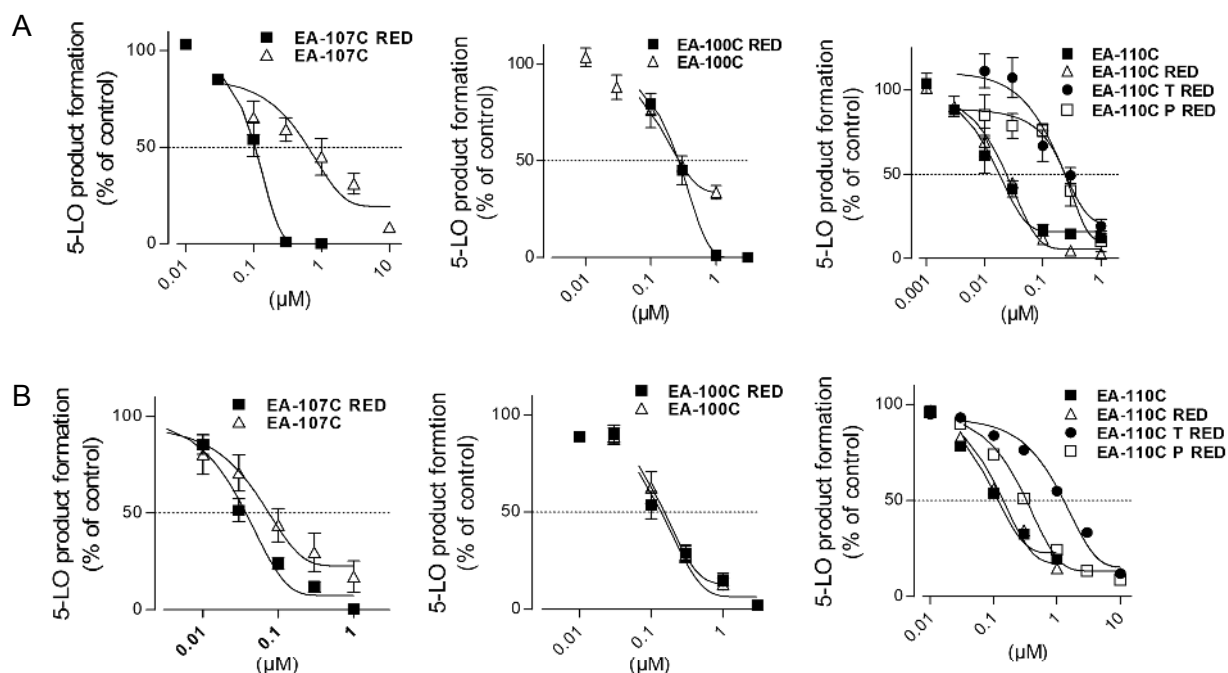 A
5-LO product formation
(% of control)
100
50
0
0.01
0.1
1
10
(µM)
EA-107C RED
EA-107C
5-LO product formation
(% of control)
100
50
0
0.01
0.1
1
(µM)
EA-100C RED
EA-100C
5-LO product formation
(% of control)
100
50
0
0.001
0.01
0.1
1
(µM)
EA-110C
EA-110C RED
EA-110C T RED
EA-110C P RED
B
5-LO product formtion
(% of control)
100
50
0
0.01
0.1
1
(µM)
EA-107C RED
EA-107C
5-LO product formation
(% of control)
100
50
0
0.01
0.1
1
(µM)
EA-100C RED
EA-100C
5-LO product formation
(% of control)
100
50
0
0.01
0.1
1
10
(µM)
EA-110C
EA-110C RED
EA-110C T RED
EA-110C P RED